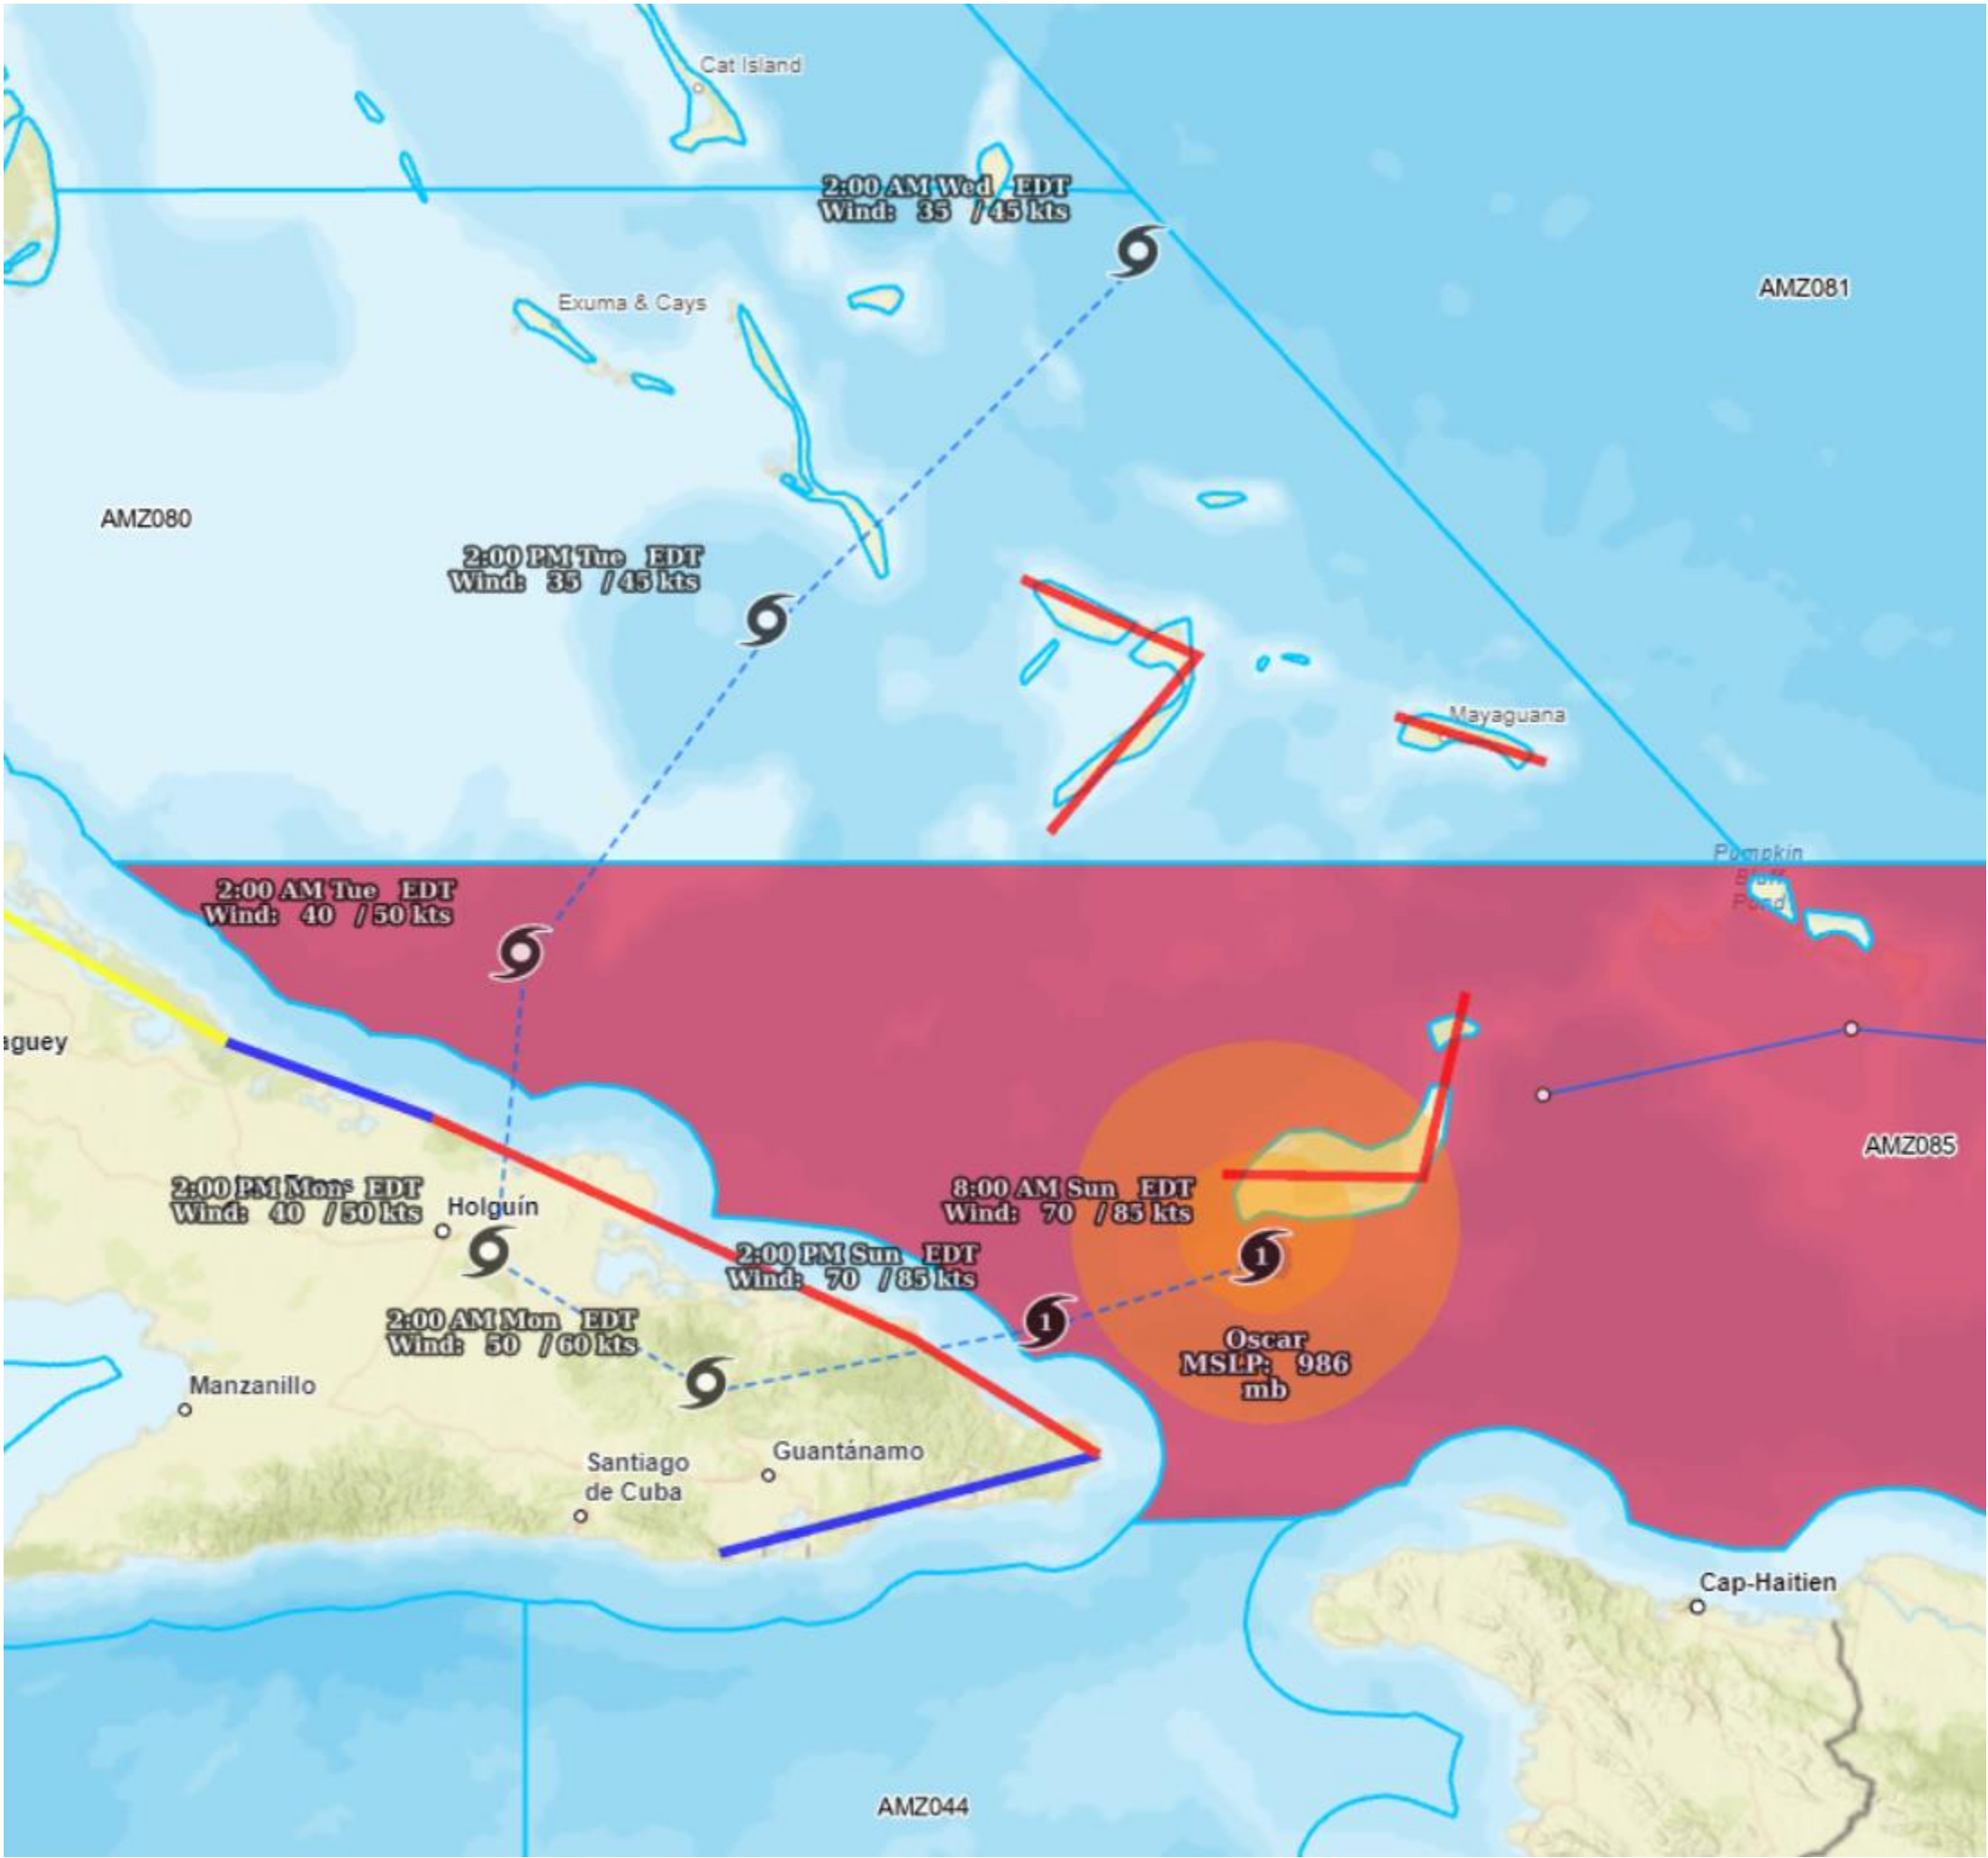 Cat Island
2:00 AM Wed EDT
Wind: 35 / 45 kts
AMZ081
Exuma & Cays
AMZ080
2:00 PM Tue EDT
Wind: 35 / 45 kts
Mayaguana
Pumpkin
Bluff
Pond
2:00 AM Tue EDT
Wind: 40 / 50 kts
aguey
AMZ085
2:00 PM Mon EDT
Wind: 40 / 50 kts
Holguín
8:00 AM Sun EDT
Wind: 70 / 85 kts
2:00 PM Sun EDT
Wind: 70 / 85 kts
1
1
2:00 AM Mon EDT
Wind: 50 / 60 kts
Oscar
MSLP: 986
mb
Manzanillo
Guantánamo
Santiago
de Cuba
Cap-Haitien
AMZ044